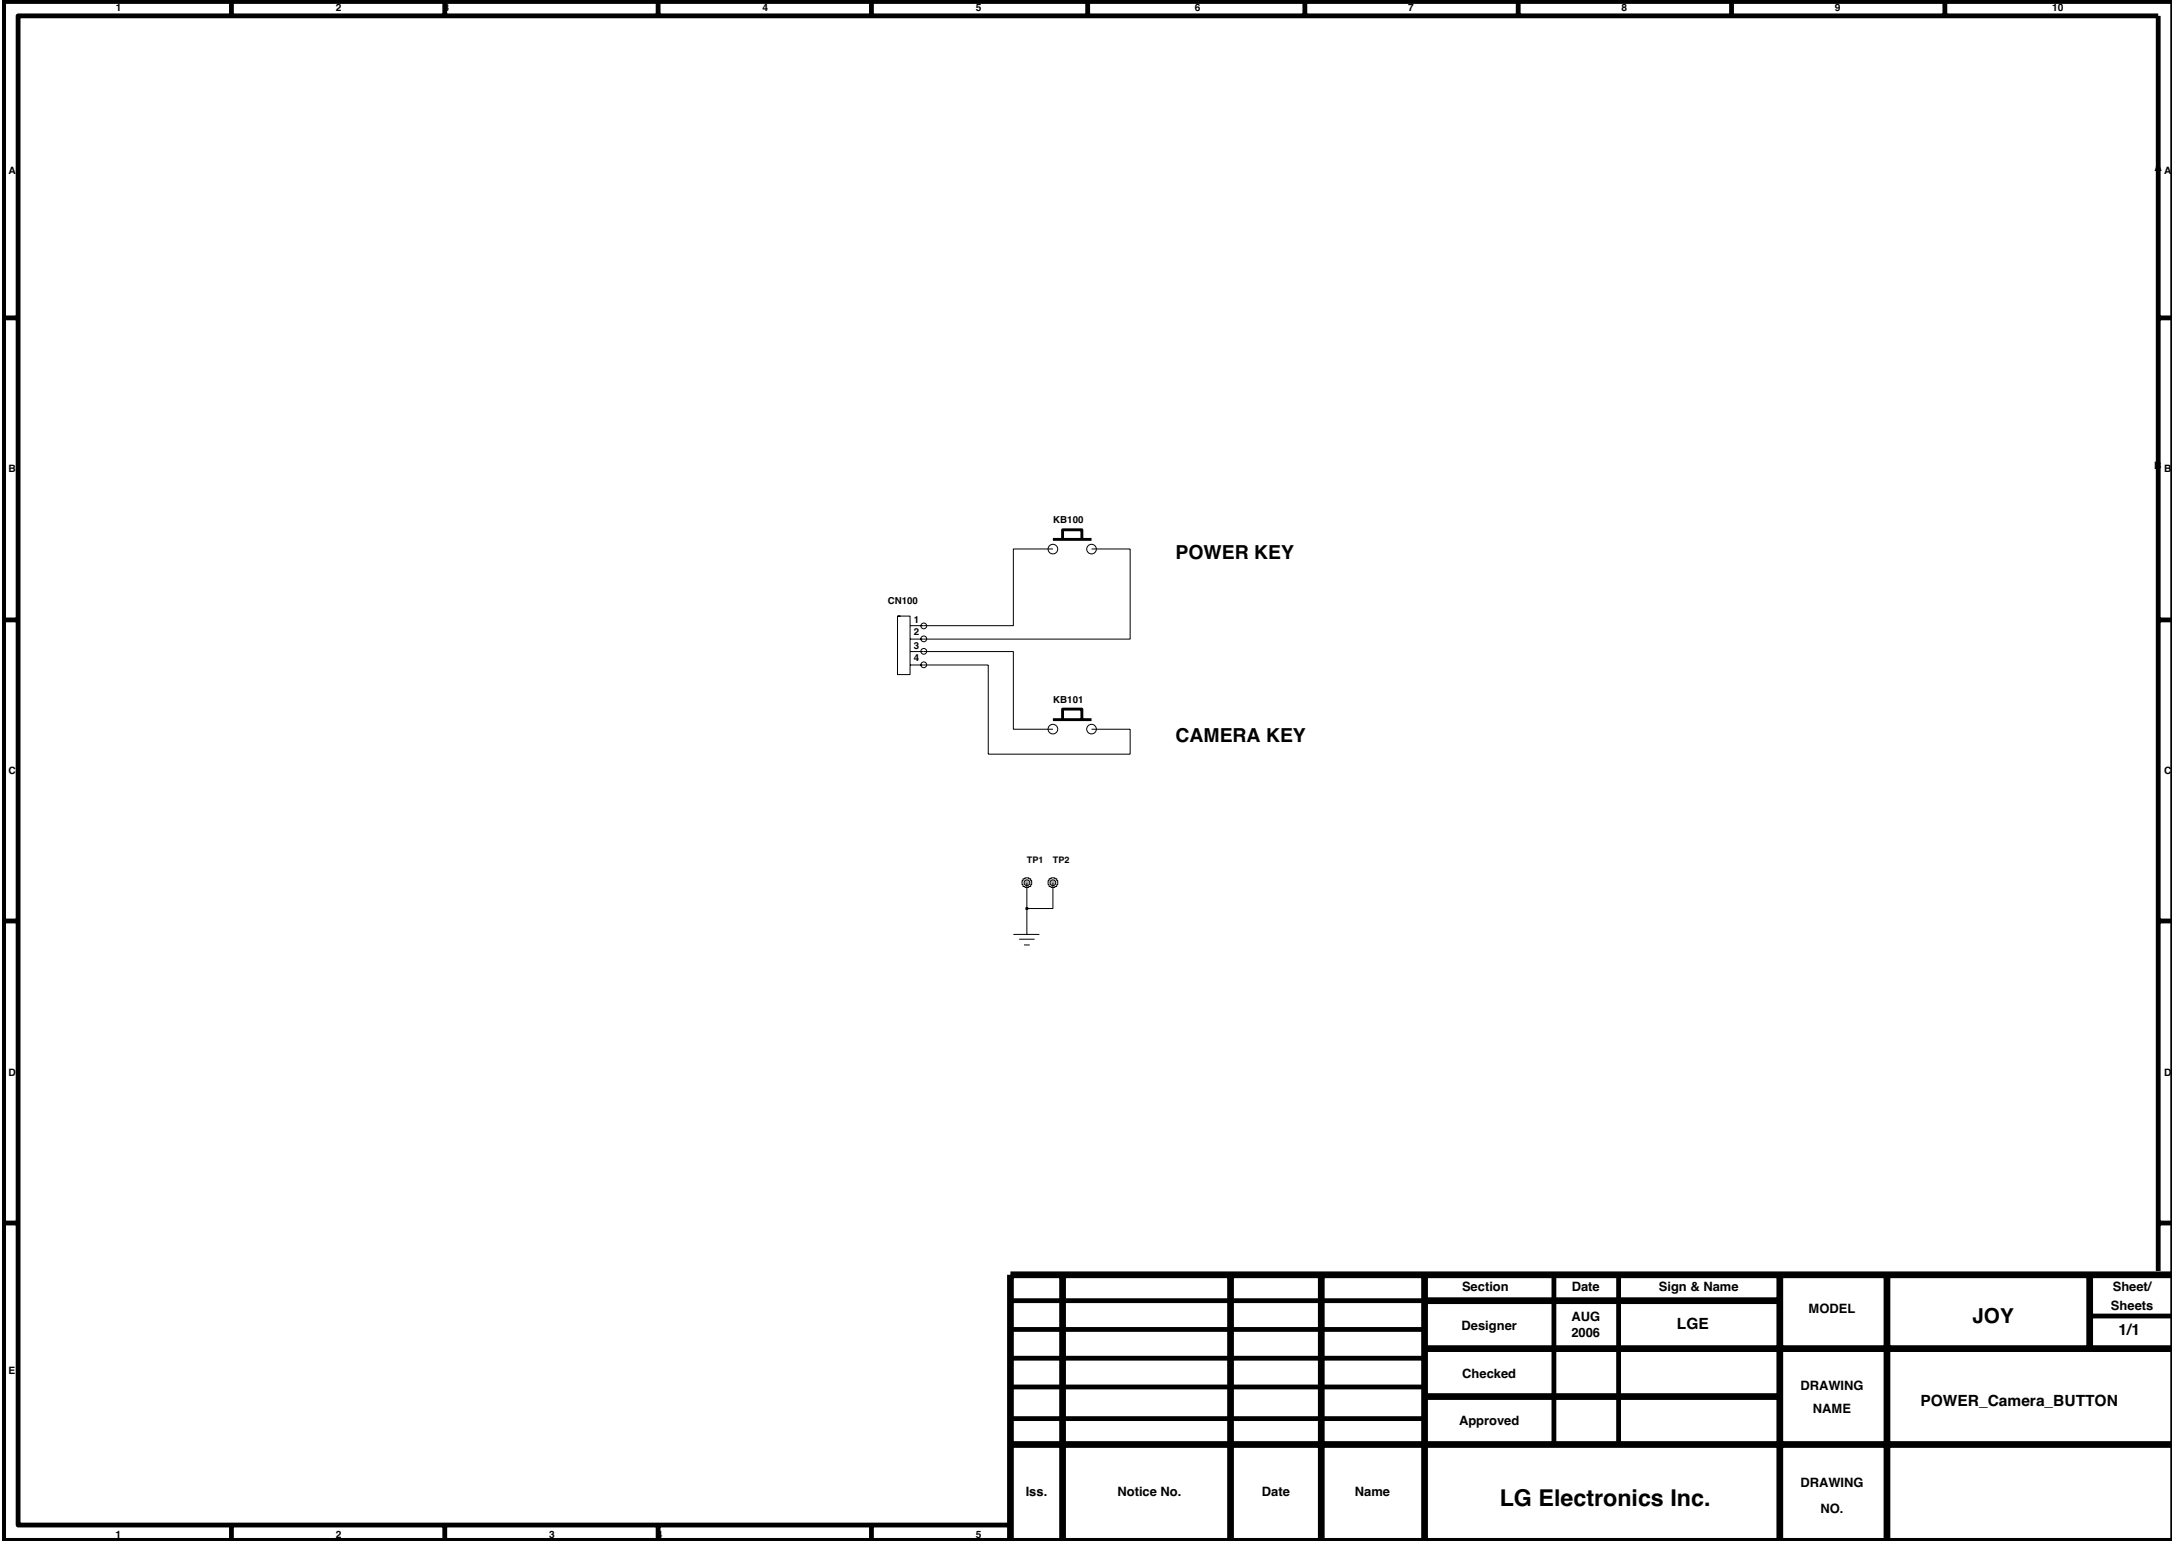 1 2 4 5 6 7 8 9 10
A A
B B
KB100
POWER KEY
CN100
1
2
3
4
KB101
CAMERA KEY
C C
TP1 TP2
D D
Section Date Sign & Name
MODEL
JOY
Sheet/
Sheets
1/1
Designer
AUG
2006
LGE
E
Checked
DRAWING
NAME
POWER_Camera_BUTTON
Approved
Iss. Notice No. Date Name
LG Electronics Inc.
DRAWING
NO.
1 2 3 5